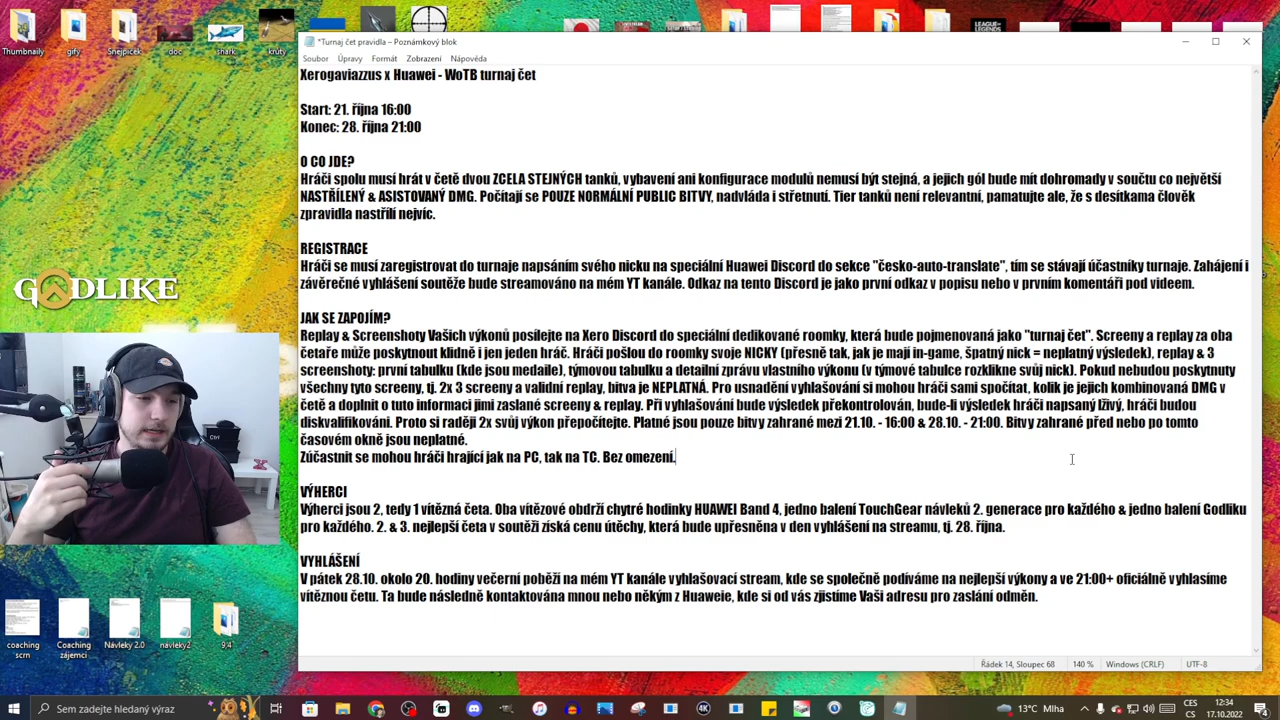 Thumbnaily
gify
Snejpiček
doc
shark
kruty
LEAGUE of LEGENDS
*Turnaj čet pravidla – Poznámkový blok
Soubor Úpravy Formát Zobrazení Nápověda
Xerogaviazzus x Huawei - WoTB turnaj čet
Start: 21. října 16:00
Konec: 28. října 21:00
O CO JDE?
Hráči spolu musí hrát v četě dvou ZCELA STEJNÝCH tanků, vybavení ani konfigurace modulů nemusí být stejná, a jejich gól bude mít dohromady v součtu co největší
NASTŘÍLENÝ & ASISTOVANÝ DMG. Počítají se POUZE NORMÁLNÍ PUBLIC BITVY, nadvláda i střetnutí. Tier tanků není relevantní, pamatujte ale, že s desítkama člověk
zpravidla nastřílí nejvíc.
REGISTRACE
Hráči se musí zaregistrovat do turnaje napsáním svého nicku na speciální Huawei Discord do sekce "česko-auto-translate", tím se stávají účastníky turnaje. Zahájení i
závěrečné vyhlášení soutěže bude streamováno na mém YT kanále. Odkaz na tento Discord je jako první odkaz v popisu nebo v prvním komentáři pod videem.
JAK SE ZAPOJÍM?
Replay & Screenshoty Vašich výkonů posílejte na Xero Discord do speciální dedikované roomky, která bude pojmenovaná jako "turnaj čet". Screeny a replay za oba
četaře může poskytnout klidně i jen jeden hráč. Hráči pošlou do roomky svoje NICKY (přesně tak, jak je mají in-game, špatný nick = neplatný výsledek), replay & 3
screenshoty: první tabulku (kde jsou medaile), týmovou tabulku a detailní zprávu vlastního výkonu (v týmové tabulce rozklikne svůj nick). Pokud nebudou poskytnuty
všechny tyto screeny, tj. 2x 3 screeny a validní replay, bitva je NEPLATNÁ. Pro usnadění vyhlašování si mohou hráči sami spočítat, kolik je jejich kombinovaná DMG v
četě a doplnit o tuto informaci jimi zaslané screeny & replay. Při vyhlašování bude výsledek překontrolován, bude-li výsledek hráči napsaný lživý, hráči budou
diskvalifikováni. Proto si raději 2x svůj výkon přepočítejte. Platné jsou pouze bitvy zahrané mezi 21.10. - 16:00 & 28.10. - 21:00. Bitvy zahrané před nebo po tomto
časovém okně jsou neplatné.
Zúčastnit se mohou hráči hrající jak na PC, tak na TC. Bez omezení.
VÝHERCI
Výherci jsou 2, tedy 1 vítězná četa. Oba vítězové obdrží chytré hodinky HUAWEI Band 4, jedno balení TouchGear návleků 2. generace pro každého & jedno balení Godliku
pro každého. 2. & 3. nejlepší četa v soutěži získá cenu útěchy, která bude upřesněna v den vyhlášení na streamu, tj. 28. října.
VYHLÁŠENÍ
V pátek 28.10. okolo 20. hodiny večerní poběží na mém YT kanále vyhlašovací stream, kde se společně podíváme na nejlepší výkony a ve 21:00+ oficiálně vyhlasíme
vítěznou četu. Ta bude následně kontaktována mnou nebo někým z Huaweie, kde si od vás zjistíme Vaši adresu pro zaslání odměn.
GODLIKE
Ctrl
coaching scrn
Coaching zájemci
Návleky 2.0
návleky2
9,4
Řádek 14, Sloupec 68 140 % Windows (CRLF) UTF-8
Sem zadejte hledaný výraz
4K
13°C Mlha
CES
CS
12:34
17.10.2022